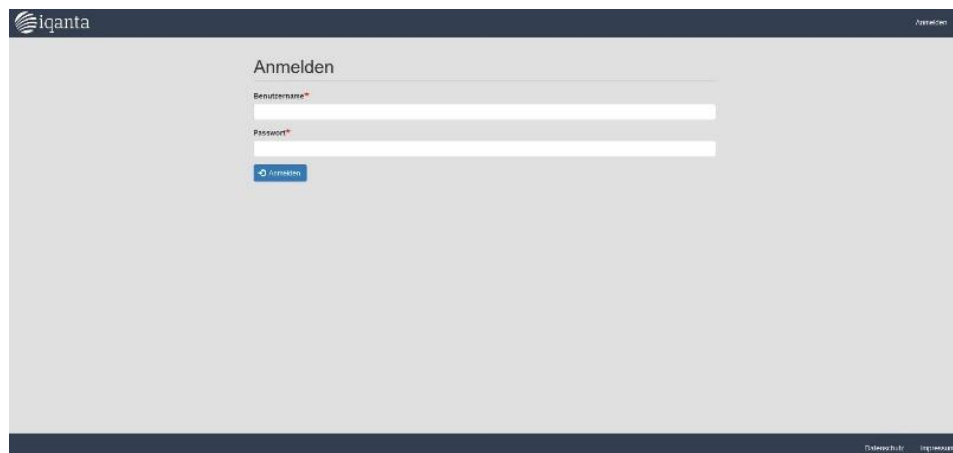 iqanta
Anmelden
Anmelden
Benutzername*
Passwort*
Anmelden
Datenschutz Impressum